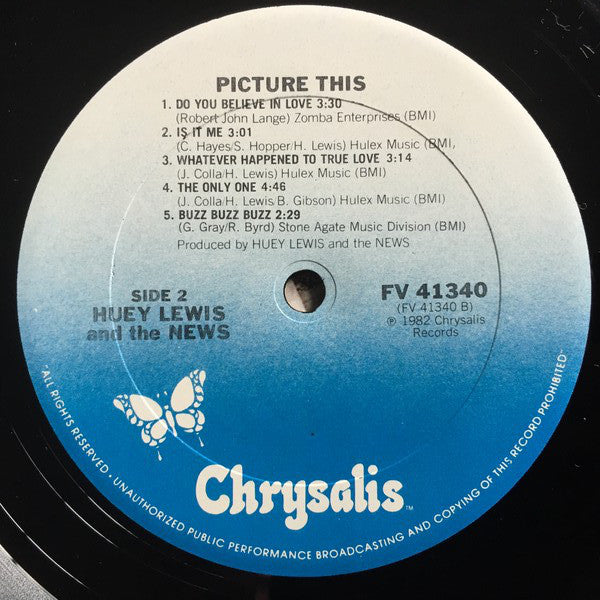 PICTURE THIS
1. DO YOU BELIEVE IN LOVE 3:30
(Robert John Lange) Zomba Enterprises (BMI)
2. IS IT ME 3:01
(C. Hayes/S. Hopper/H. Lewis) Hulex Music (BMI,
3. WHATEVER HAPPENED TO TRUE LOVE 3:14
(J. Colla/H. Lewis) Hulex Music (BMI)
4. THE ONLY ONE 4:46
(J. Colla/H. Lewis B. Gibson) Hulex Music (BMI)
5. BUZZ BUZZ BUZZ 2:29
(G. Gray/R. Byrd) Stone Agate Music Division (BMI)
Produced by HUEY LEWIS and the NEWS
SIDE 2
HUEY LEWIS
and the NEWS
FV 41340
(FV 41340 B)
℗ 1982 Chrysalis
Records
Chrysalis™
ALL RIGHTS RESERVED · UNAUTHORIZED PUBLIC PERFORMANCE BROADCASTING AND COPYING OF THIS RECORD PROHIBITED